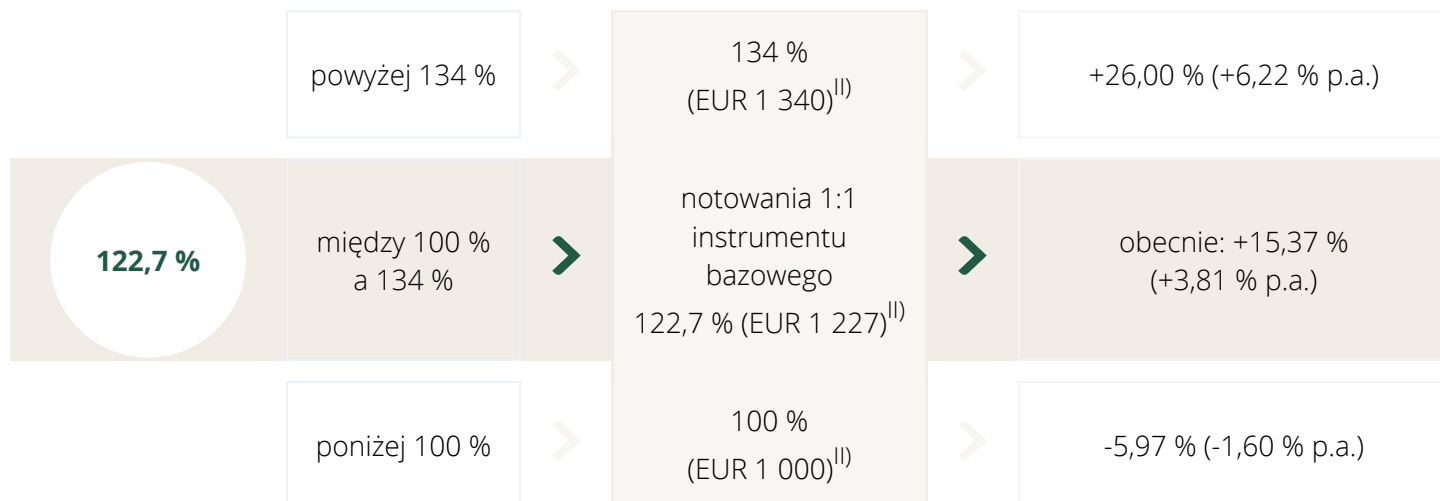 powyżej 134 %
134 %
(EUR 1 340)II)
+26,00 % (+6,22 % p.a.)
122,7 %
między 100 %
a 134 %
notowania 1:1
instrumentu
bazowego
122,7 % (EUR 1 227)II)
obecnie: +15,37 %
(+3,81 % p.a.)
poniżej 100 %
100 %
(EUR 1 000)II)
-5,97 % (-1,60 % p.a.)